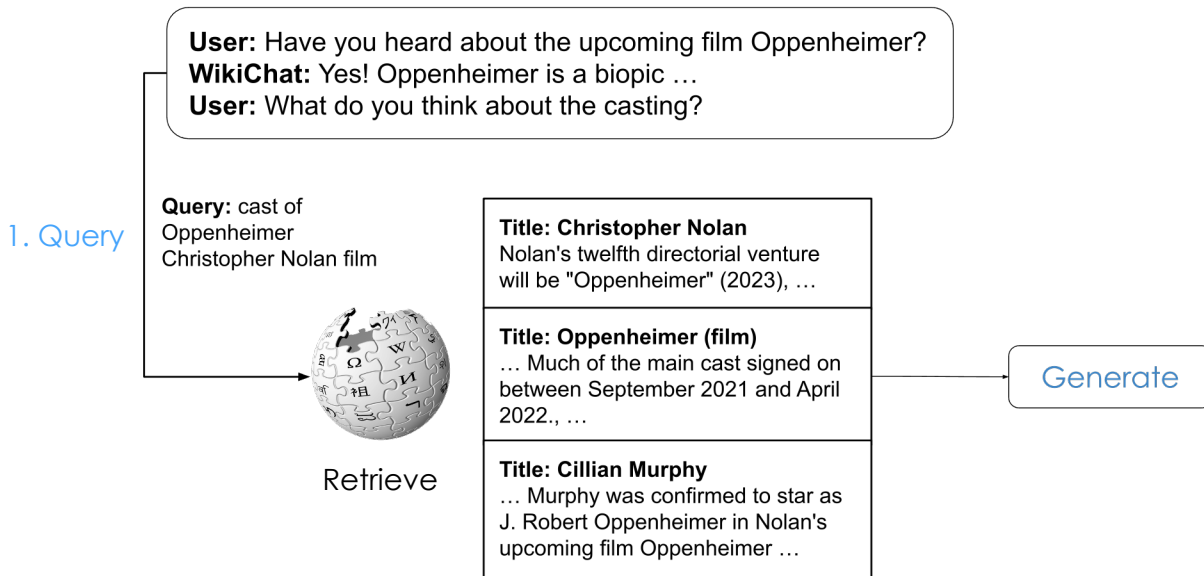 User: Have you heard about the upcoming film Oppenheimer?
WikiChat: Yes! Oppenheimer is a biopic …
User: What do you think about the casting?
1. Query
Query: cast of
Oppenheimer
Christopher Nolan film
Ω
W
祖
И
Retrieve
Title: Christopher Nolan
Nolan's twelfth directorial venture
will be "Oppenheimer" (2023), …
Title: Oppenheimer (film)
… Much of the main cast signed on
between September 2021 and April
2022., …
Title: Cillian Murphy
… Murphy was confirmed to star as
J. Robert Oppenheimer in Nolan's
upcoming film Oppenheimer …
Generate